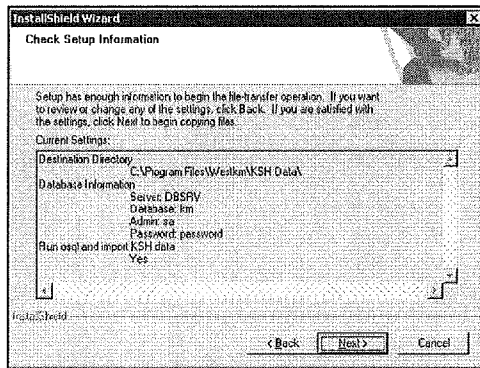 InstallShield Wizard
Check Setup Information
Setup has enough information to begin the file-transfer operation. If you want
to review or change any of the settings, click Back. If you are satisfied with
the settings, click Next to begin copying files.
Current Settings:
Destination Directory
C:\Program Files\Westkm\KSH Data\
Database Information
Server: DBSRV
Database: km
Admin: sa
Password: password
Run osql and import KSH data
Yes
InstallShield
< Back
Next >
Cancel